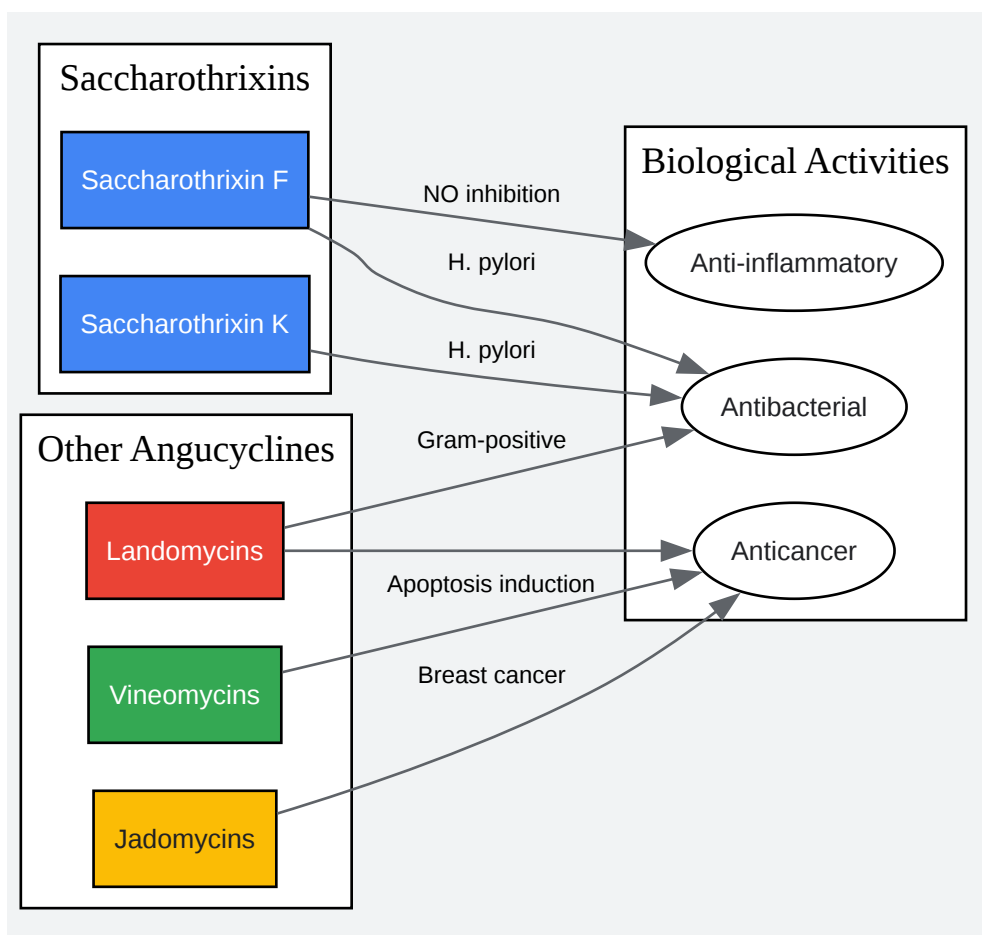 Saccharothrixins
Saccharothrixin F
Saccharothrixin K
Other Angucyclines
Landomycins
Vineomycins
Jadomycins
NO inhibition
H. pylori
H. pylori
Gram-positive
Apoptosis induction
Breast cancer
Biological Activities
Anti-inflammatory
Antibacterial
Anticancer